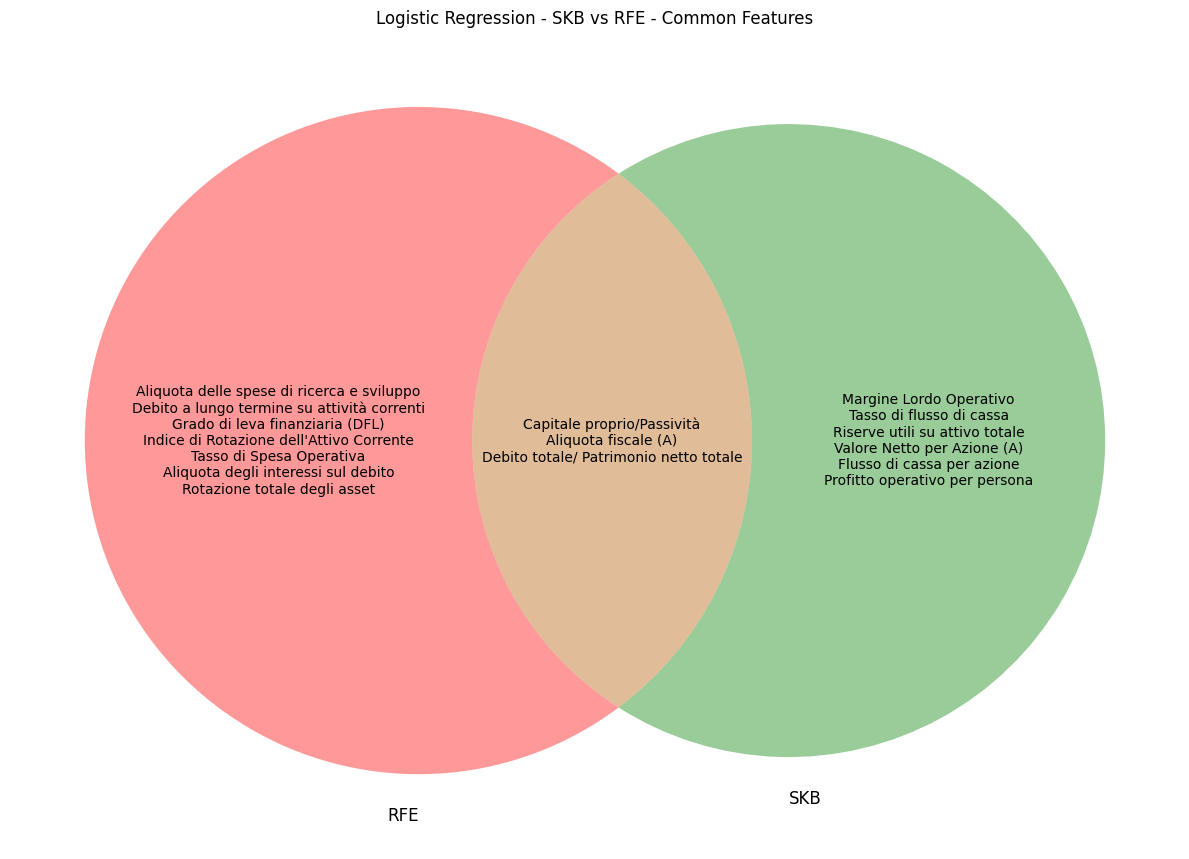 Logistic Regression - SKB vs RFE - Common Features
Aliquota delle spese di ricerca e sviluppo
Debito a lungo termine su attività correnti
Grado di leva finanziaria (DFL)
Indice di Rotazione dell'Attivo Corrente
Tasso di Spesa Operativa
Aliquota degli interessi sul debito
Rotazione totale degli asset
Capitale proprio/Passività
Aliquota fiscale (A)
Debito totale/ Patrimonio netto totale
Margine Lordo Operativo
Tasso di flusso di cassa
Riserve utili su attivo totale
Valore Netto per Azione (A)
Flusso di cassa per azione
Profitto operativo per persona
RFE
SKB